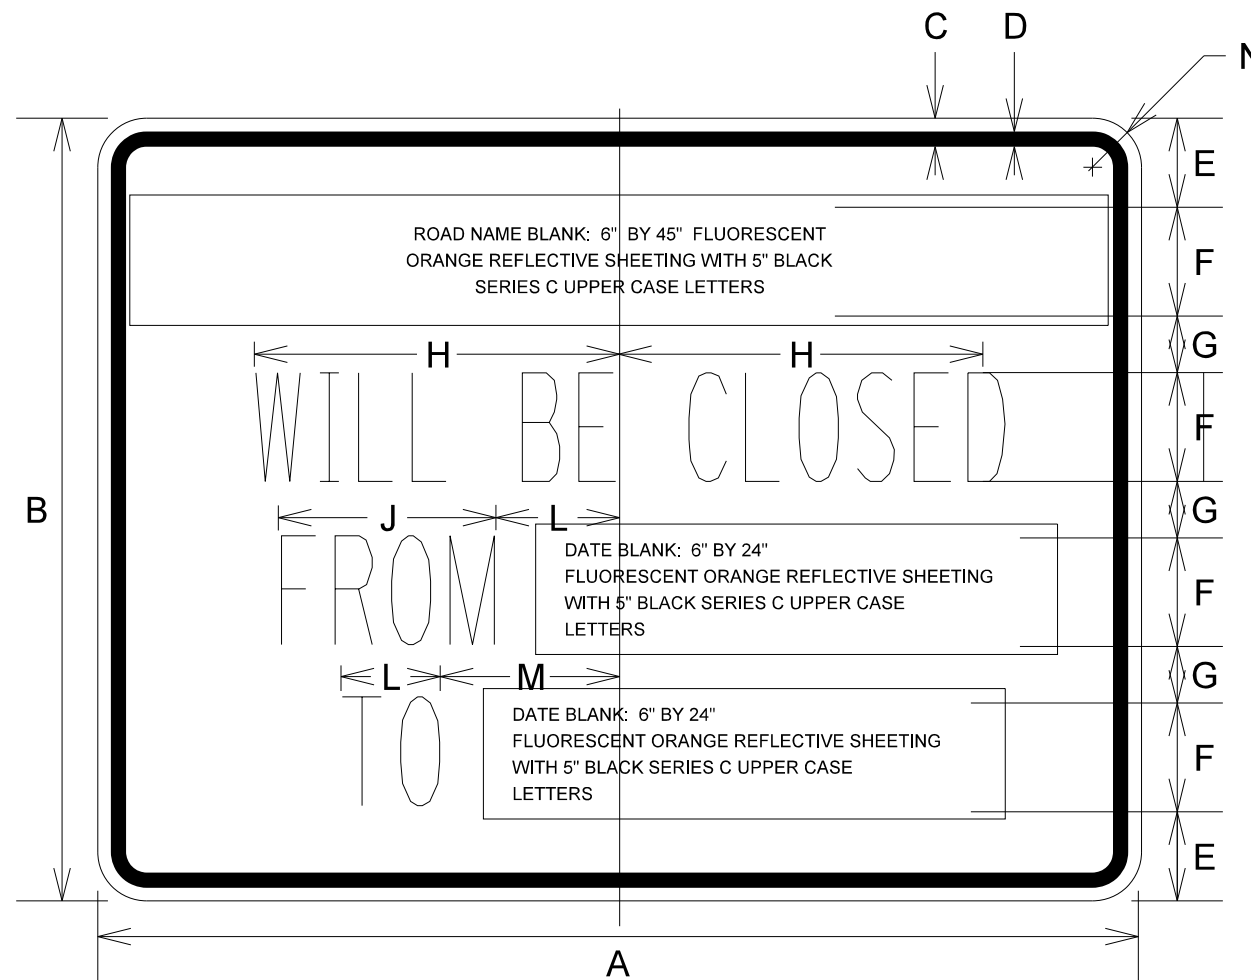 C D
N
E
ROAD NAME BLANK: 6" BY 45" FLUORESCENT
ORANGE REFLECTIVE SHEETING WITH 5" BLACK
SERIES C UPPER CASE LETTERS
F
H H G
WILL BE CLOSED
F
B
J L G
FROM
DATE BLANK: 6" BY 24"
FLUORESCENT ORANGE REFLECTIVE SHEETING
WITH 5" BLACK SERIES C UPPER CASE
LETTERS
F
L M G
TO
DATE BLANK: 6" BY 24"
FLUORESCENT ORANGE REFLECTIVE SHEETING
WITH 5" BLACK SERIES C UPPER CASE
LETTERS
F
E
A